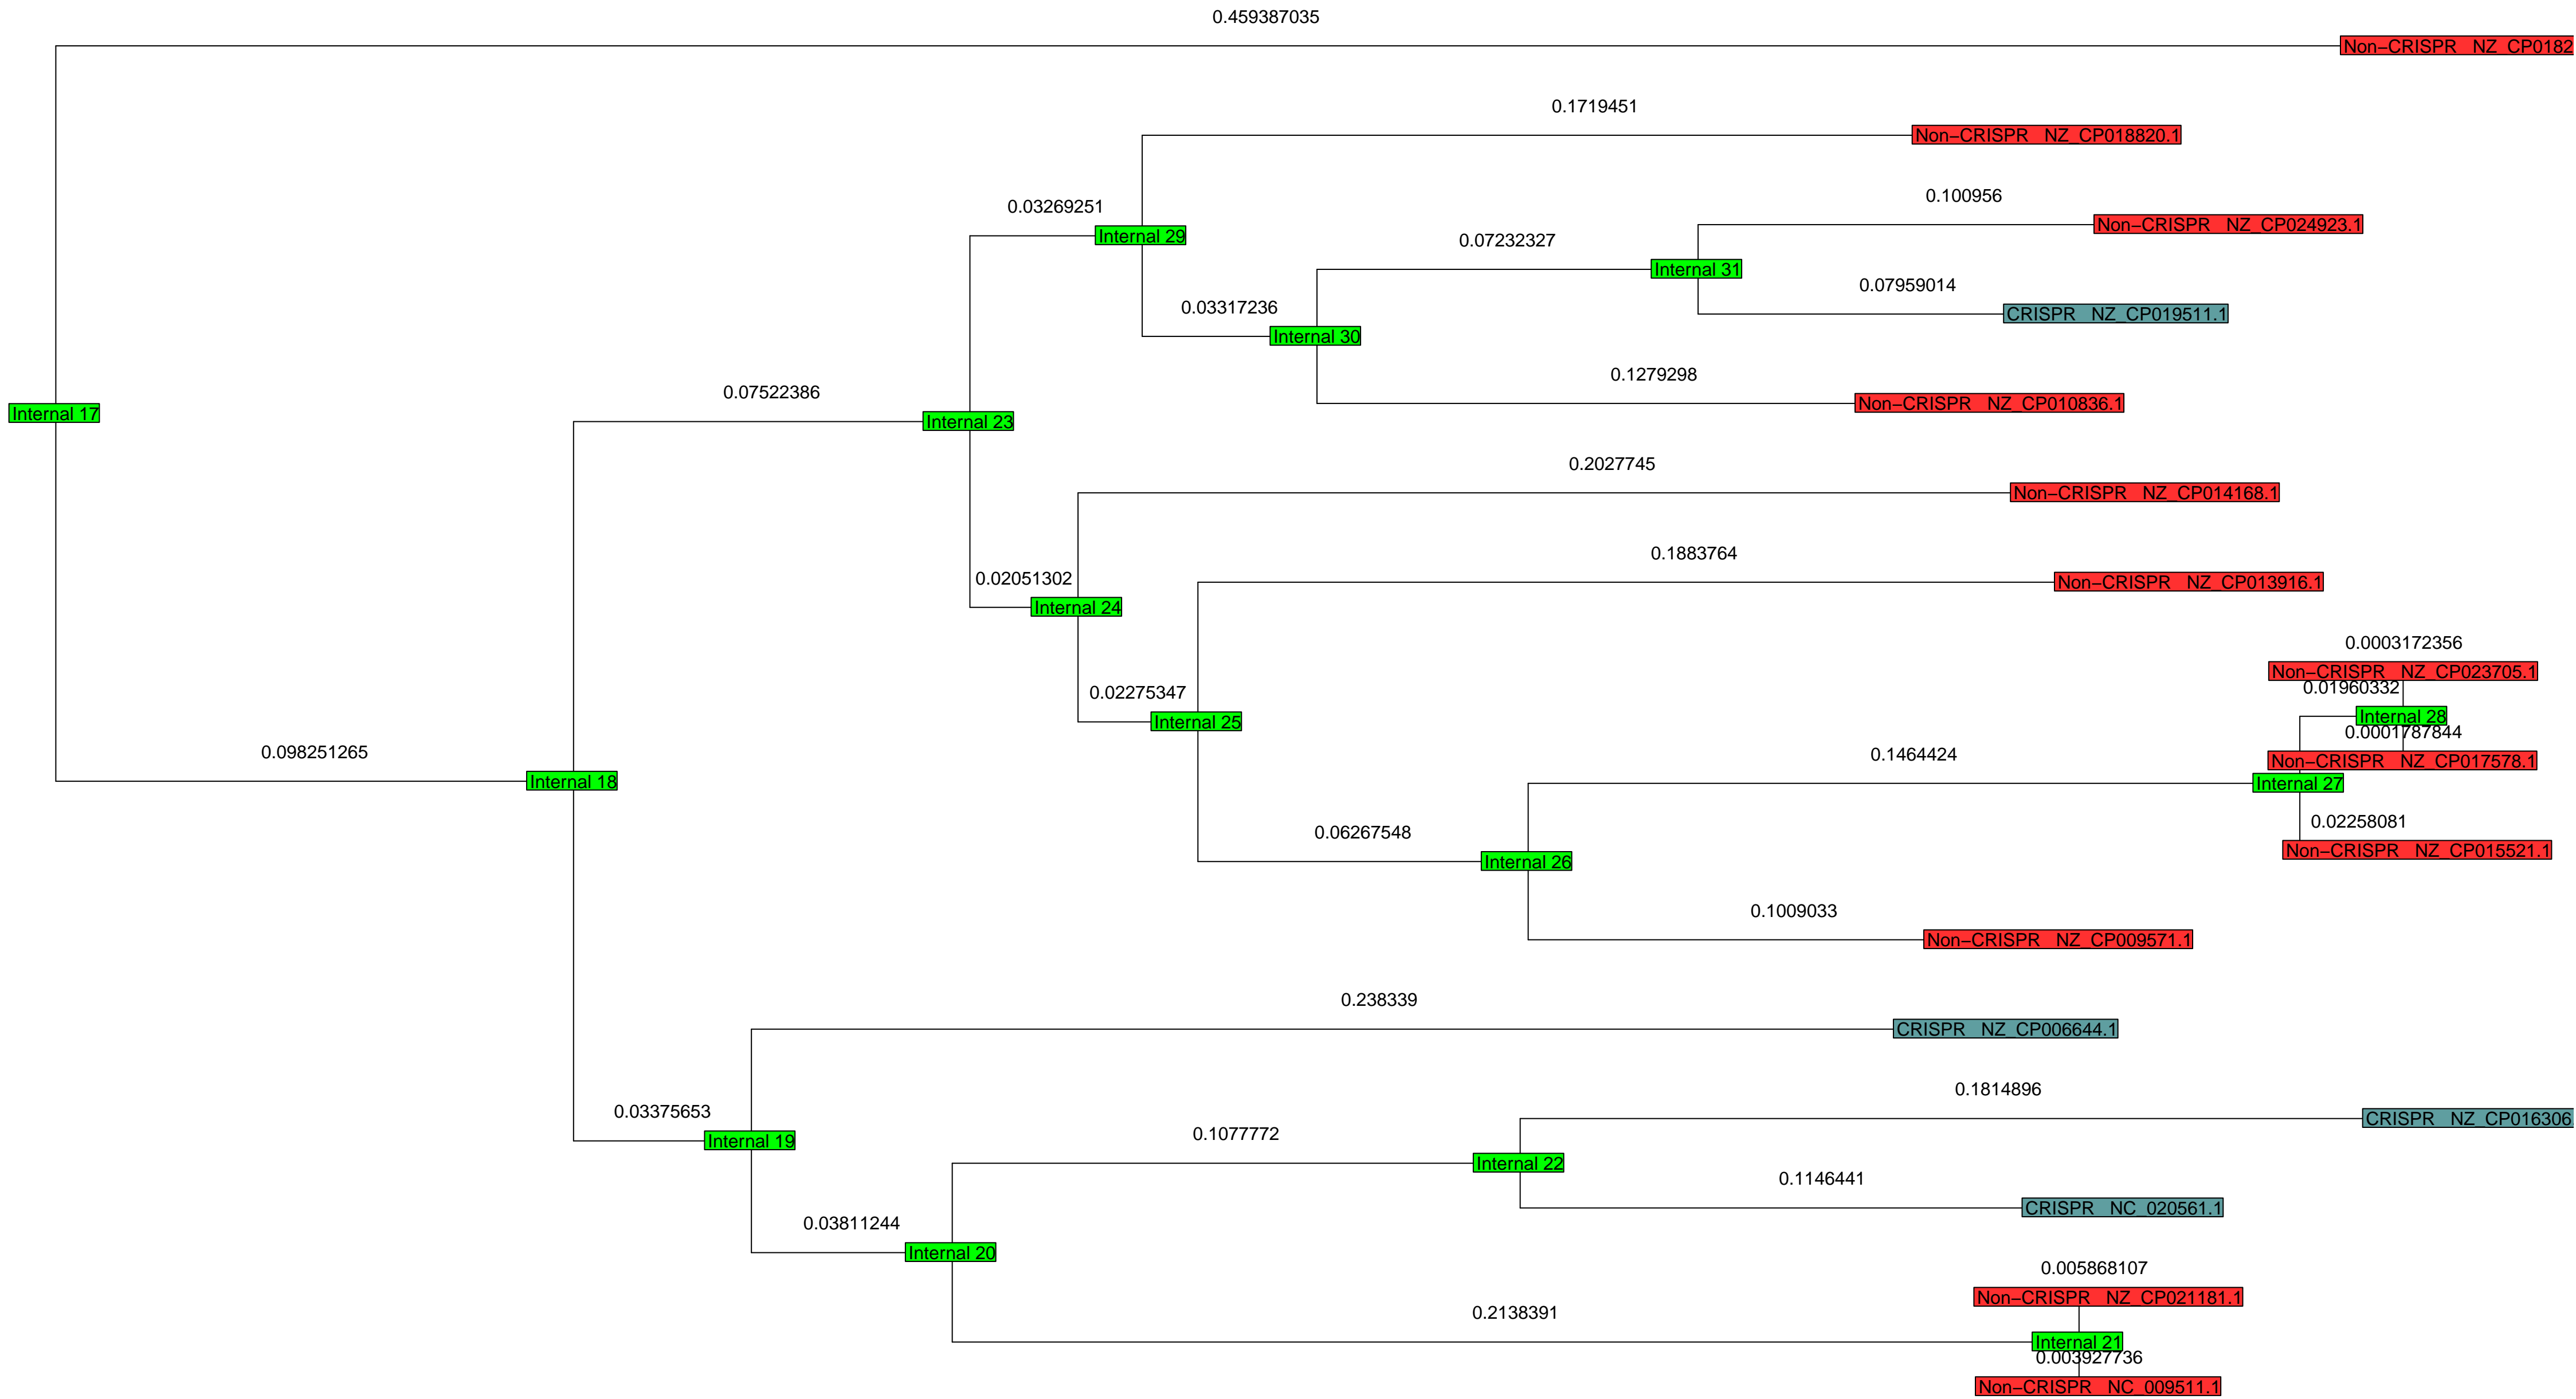 0.459387035
Non−CRISPR NZ_CP0182
0.1719451
Non−CRISPR NZ_CP018820.1
0.100956
0.03269251
Non−CRISPR NZ_CP024923.1
Internal 29
0.07232327
Internal 31
0.07959014
0.03317236
CRISPR NZ_CP019511.1
Internal 30
0.1279298
0.07522386
Non−CRISPR NZ_CP010836.1
Internal 17
Internal 23
0.2027745
Non−CRISPR NZ_CP014168.1
0.1883764
0.02051302
Non−CRISPR NZ_CP013916.1
Internal 24
0.0003172356
Non−CRISPR NZ_CP023705.1
0.01960332
0.02275347
Internal 28
Internal 25
0.0001787844
0.098251265
0.1464424
Non−CRISPR NZ_CP017578.1
Internal 18
Internal 27
0.02258081
0.06267548
Non−CRISPR NZ_CP015521.1
Internal 26
0.1009033
Non−CRISPR NZ_CP009571.1
0.238339
CRISPR NZ_CP006644.1
0.1814896
0.03375653
CRISPR NZ_CP016306
0.1077772
Internal 19
Internal 22
0.1146441
CRISPR NC_020561.1
0.03811244
Internal 20
0.005868107
Non−CRISPR NZ_CP021181.1
0.2138391
Internal 21
0.003927736
Non−CRISPR NC_009511.1